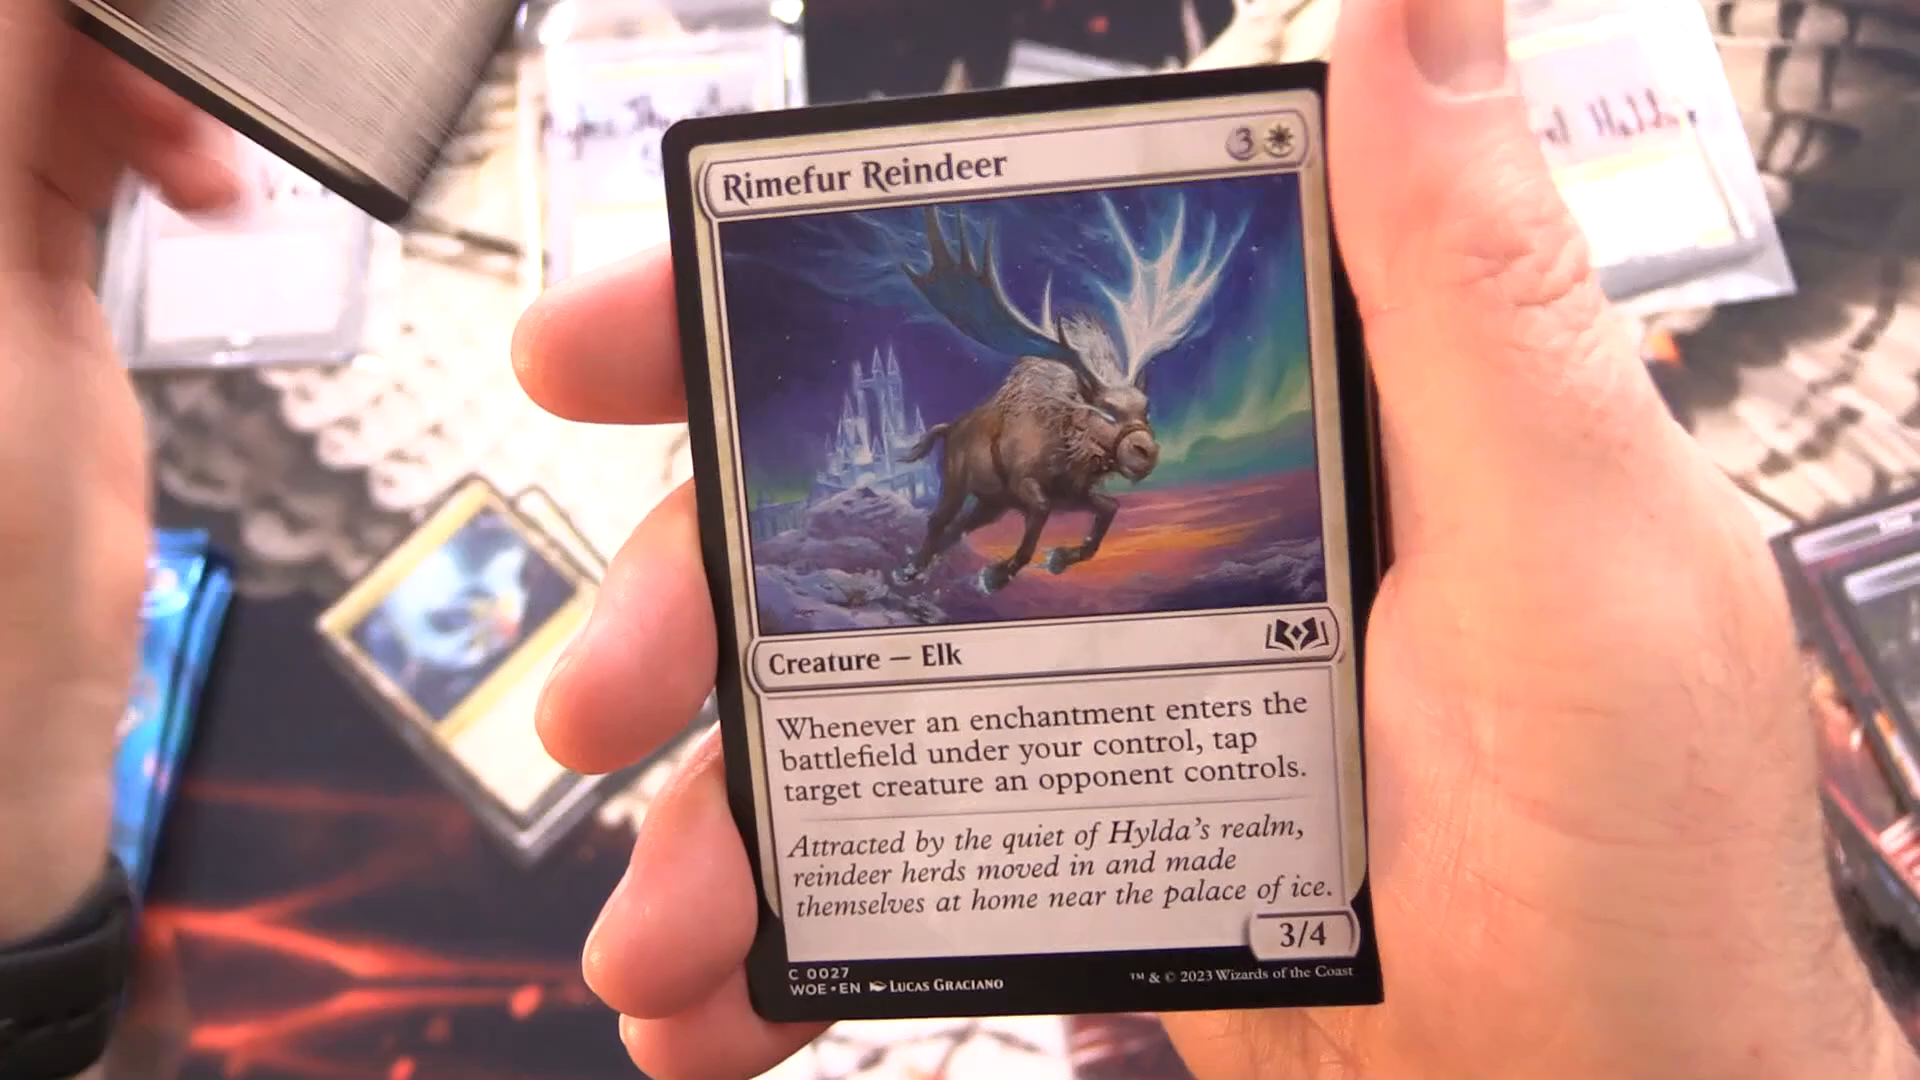 Rimefur Reindeer
3
Creature — Elk
Whenever an enchantment enters the
battlefield under your control, tap
target creature an opponent controls.
Attracted by the quiet of Hylda's realm,
reindeer herds moved in and made
themselves at home near the palace of ice.
3/4
C 0027
WOE • EN Lucas Graciano
™ & © 2023 Wizards of the Coast